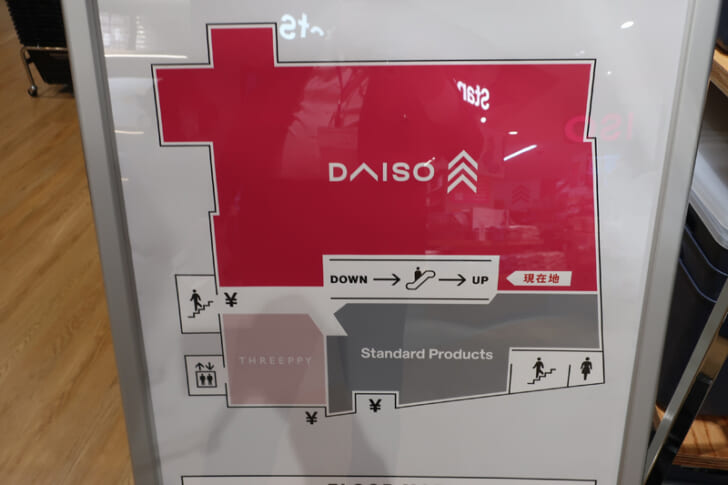 DAISO
DOWN → UP
現在地
¥
THREEPPY
Standard Products
¥
¥